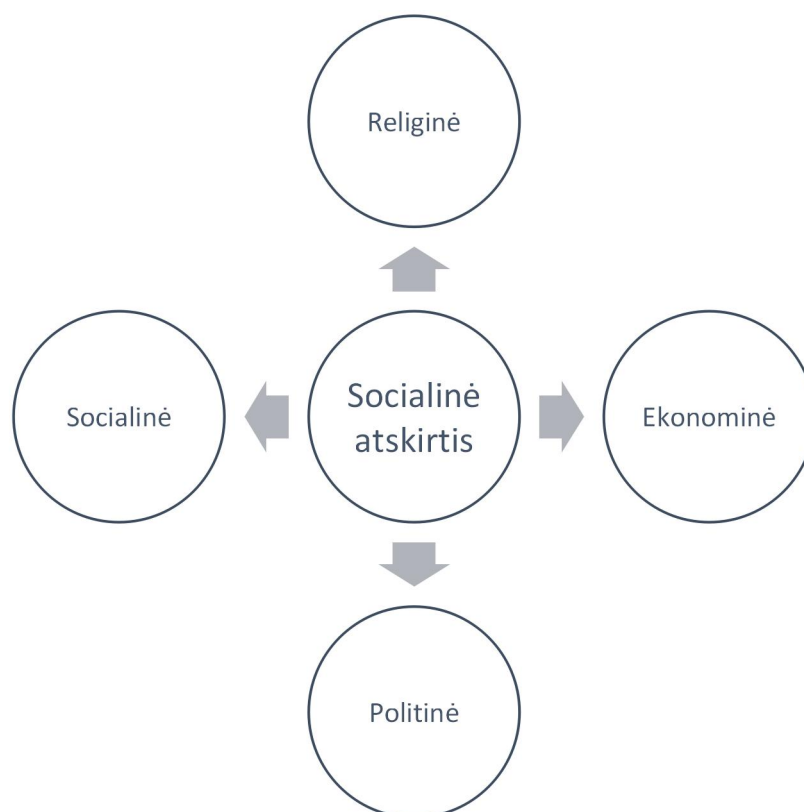 Religinė
Socialinė
Socialinė
atskirtis
Ekonominė
Politinė